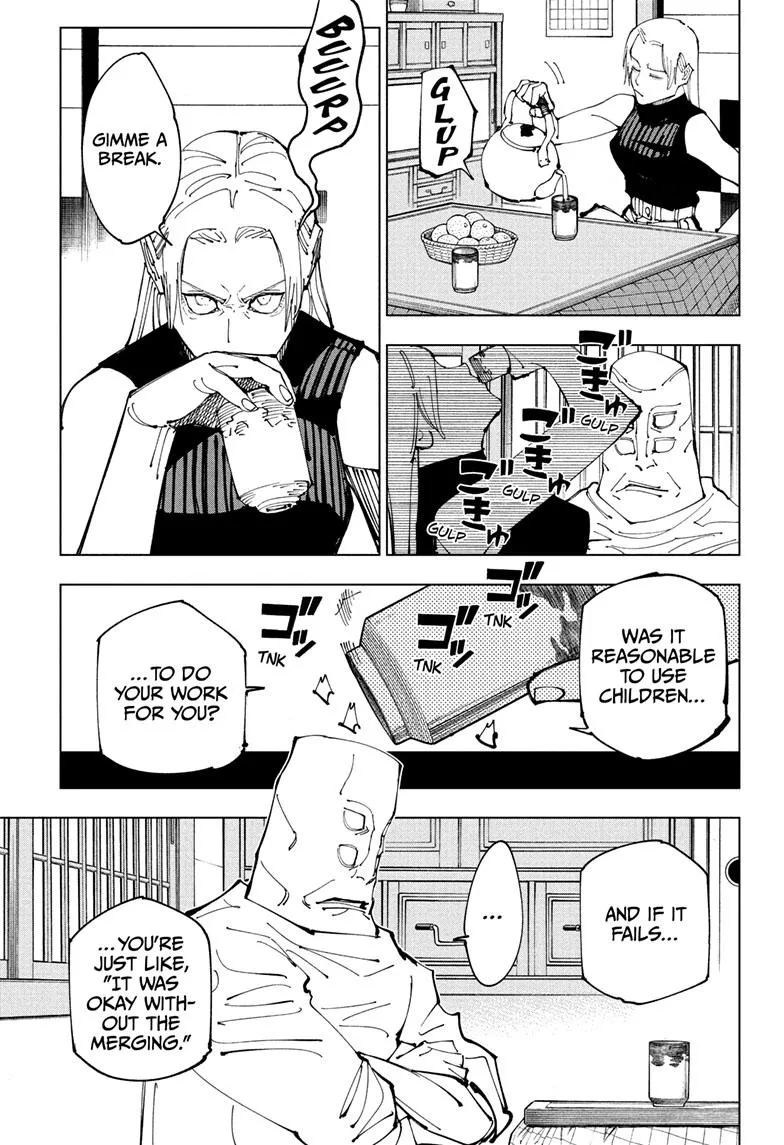 GLUP
BUUURP
GIMME A
BREAK.
ごきゅ
GULP
ごきゅ
GULP
ごきゅ
GULP
WAS IT
REASONABLE
TO USE
CHILDREN...
ゴッ
TNK
ゴッ
TNK
ゴッ
TNK
...TO DO
YOUR WORK
FOR YOU?
AND IF IT
FAILS...
...
...YOU'RE
JUST LIKE,
"IT WAS
OKAY WITH-
OUT THE
MERGING."